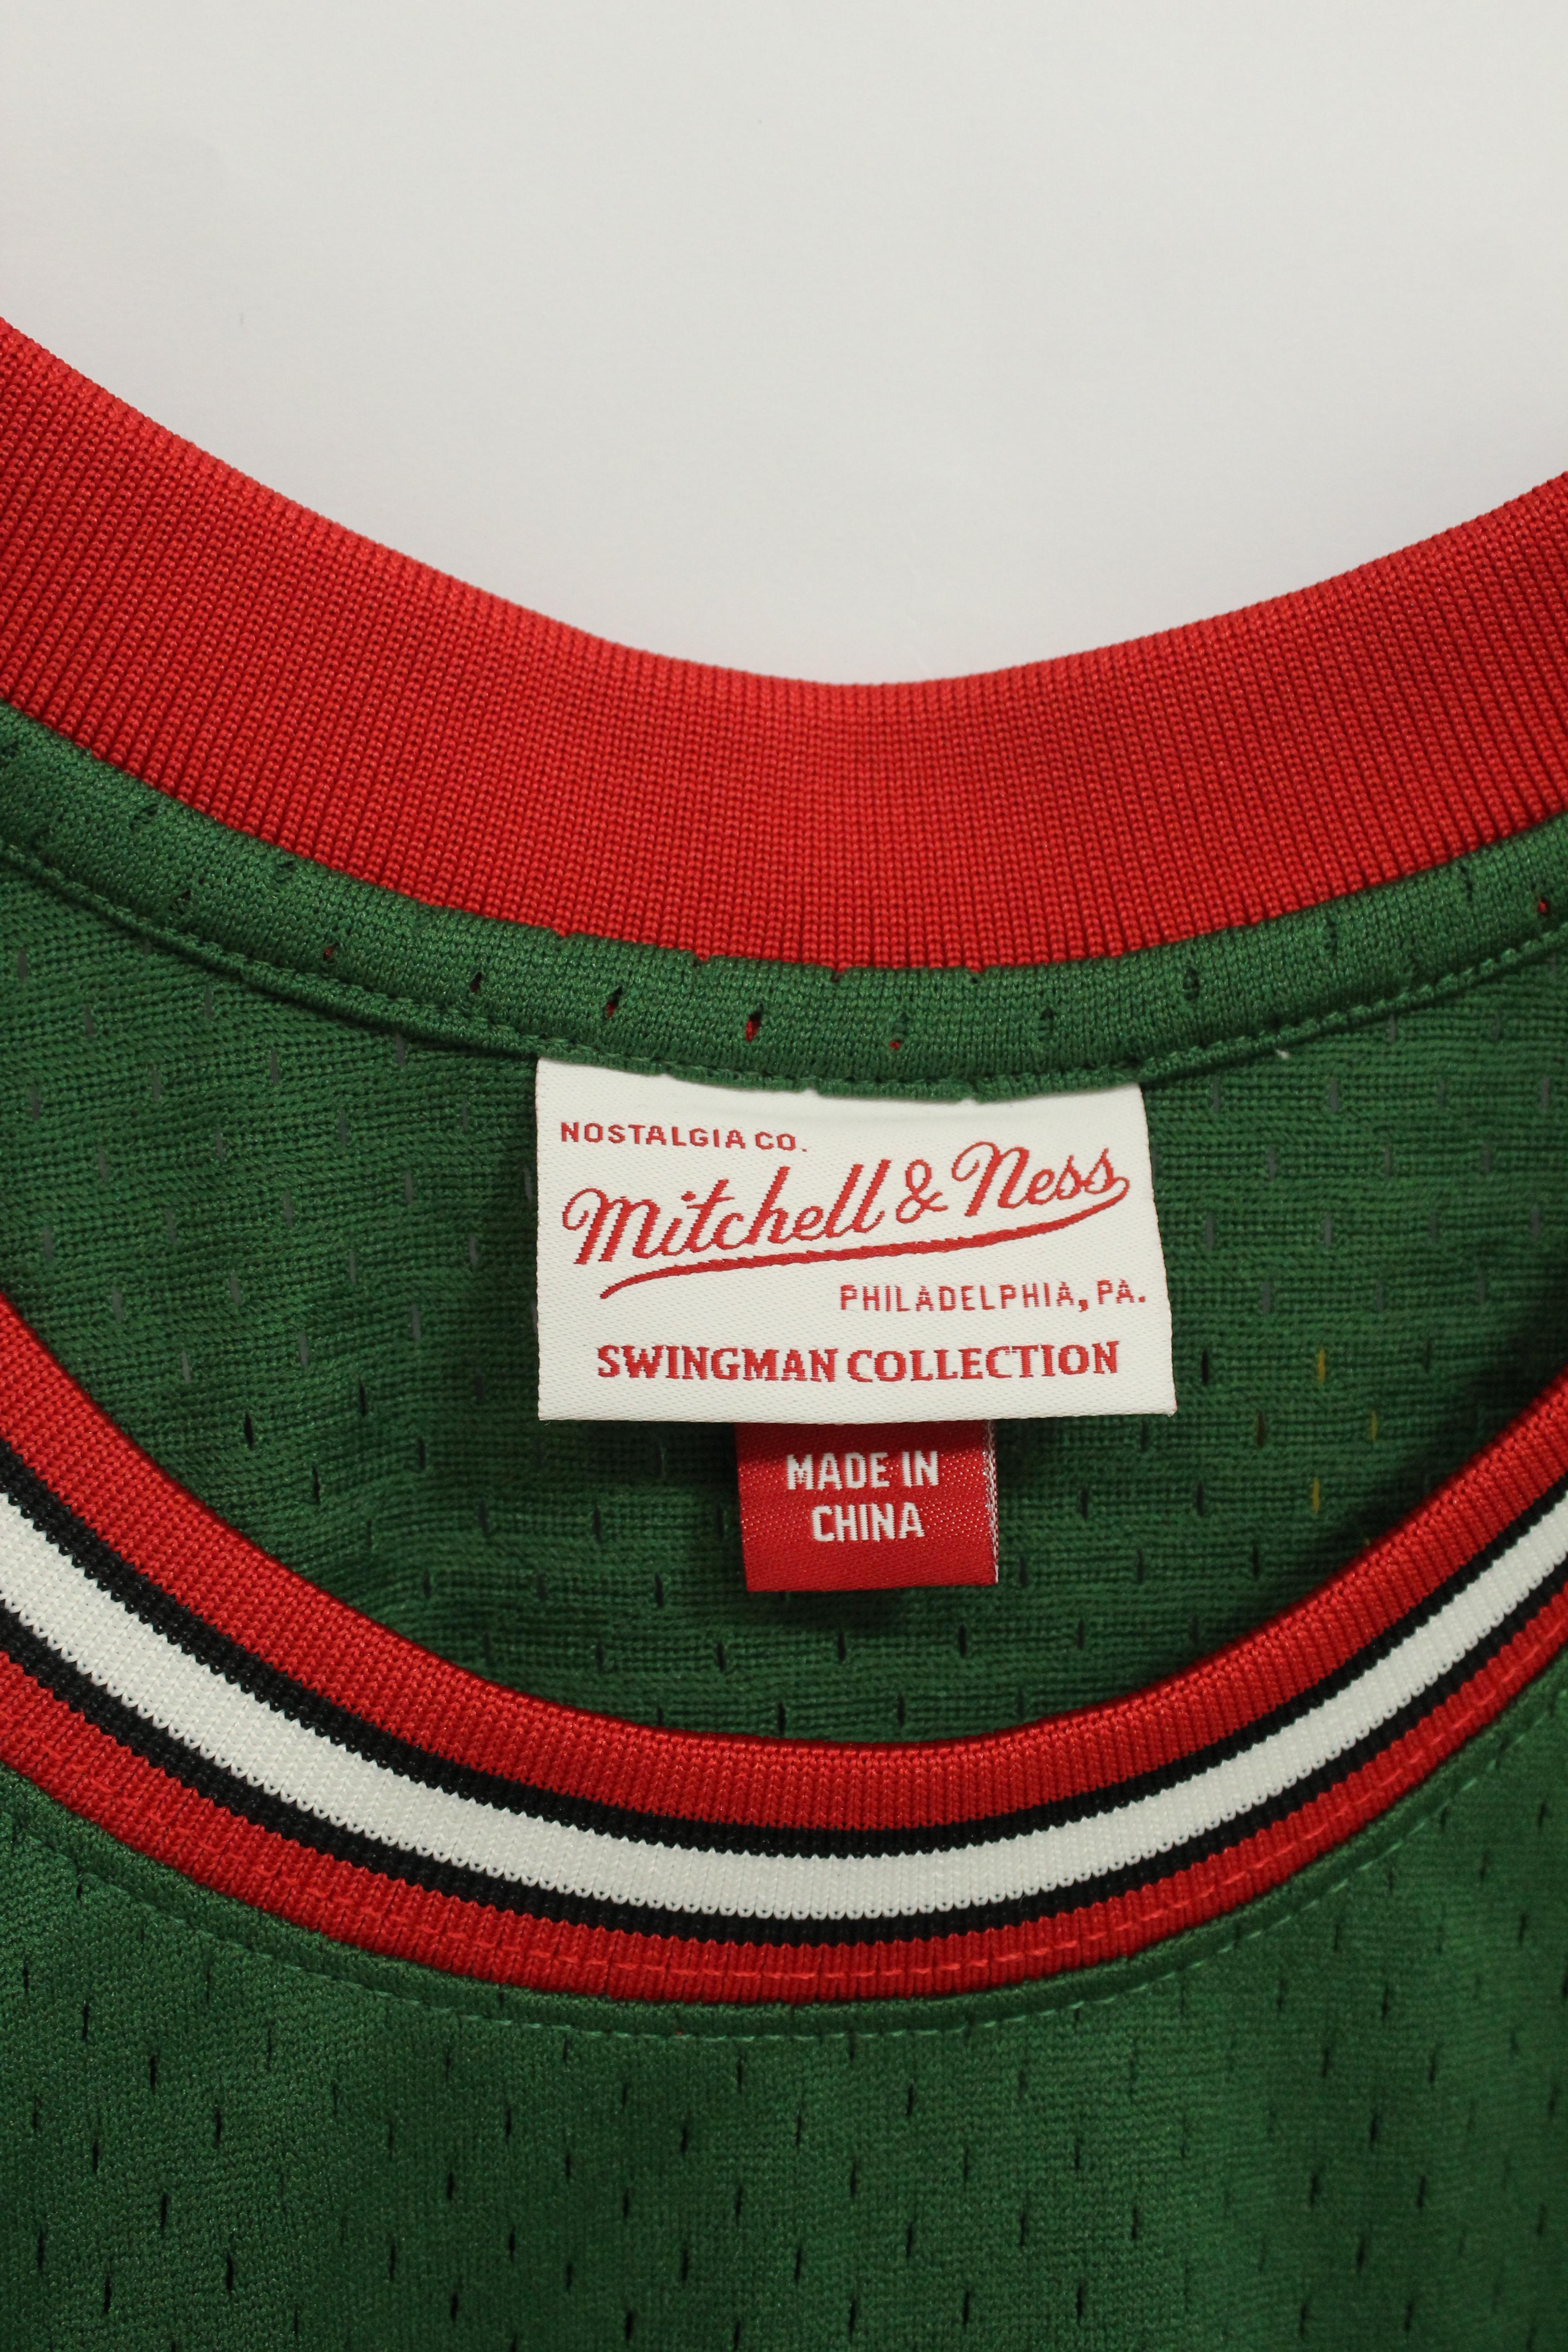 NOSTALGIA CO.
Mitchell & Ness
PHILADELPHIA, PA.
SWINGMAN COLLECTION
MADE IN
CHINA